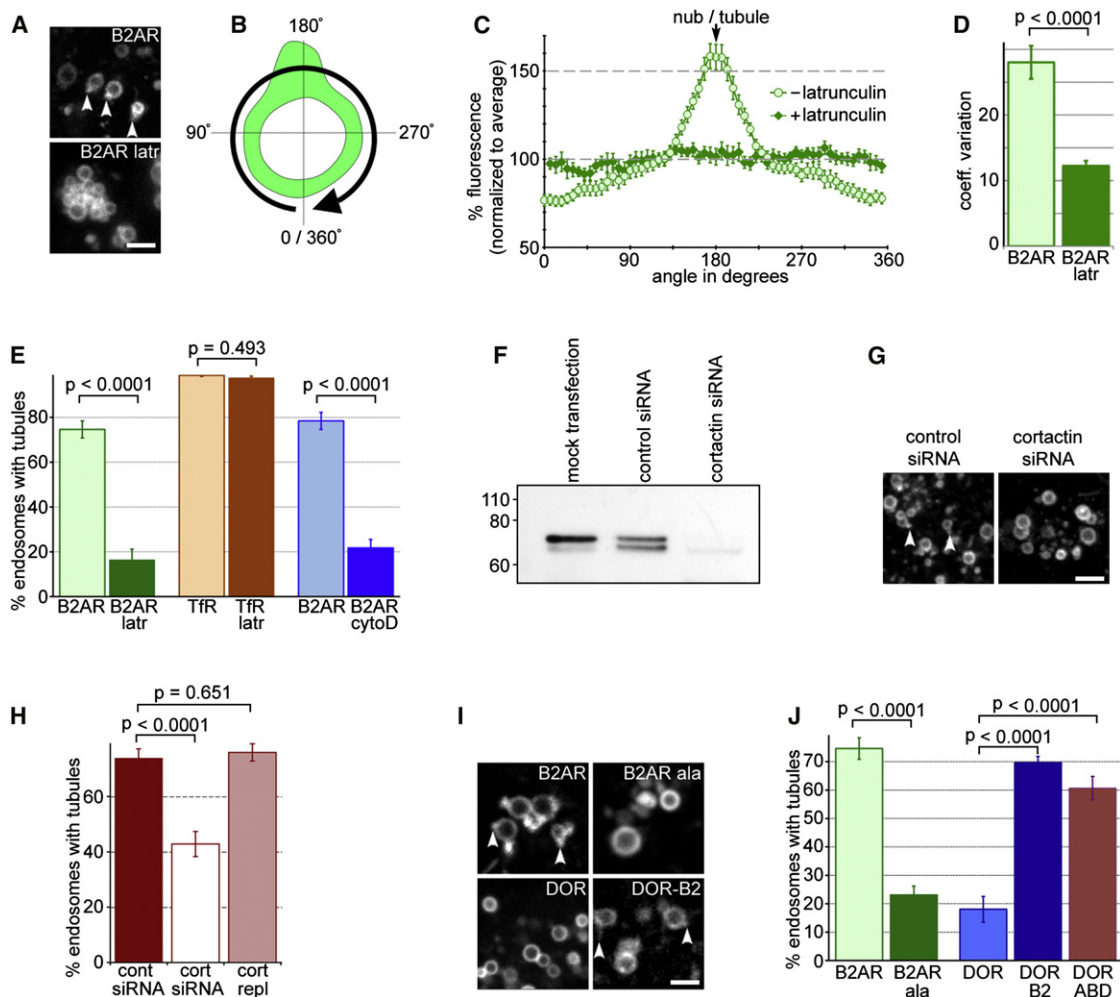 A
B2AR
B2AR latr
B
180°
90°
270°
0 / 360°
C
nub / tubule
% fluorescence
(normalized to average)
150
100
50
–latrunculin
+latrunculin
0
90
180
270
360
angle in degrees
D
p < 0.0001
coeff. variation
20
10
0
B2AR
B2AR
latr
E
p < 0.0001
p = 0.493
p < 0.0001
% endosomes with tubules
80
60
40
20
0
B2AR
B2AR
latr
TfR
TfR
latr
B2AR
B2AR
cytoD
F
mock transfection
control siRNA
cortactin siRNA
110
80
60
G
control
siRNA
cortactin
siRNA
H
p = 0.651
p < 0.0001
% endosomes with tubules
60
40
20
0
cont
siRNA
cort
siRNA
cort
repl
I
B2AR
B2AR ala
DOR
DOR-B2
J
p < 0.0001
p < 0.0001
p < 0.0001
% endosomes with tubules
70
60
50
40
30
20
10
0
B2AR
B2AR
ala
DOR
DOR
B2
DOR
ABD